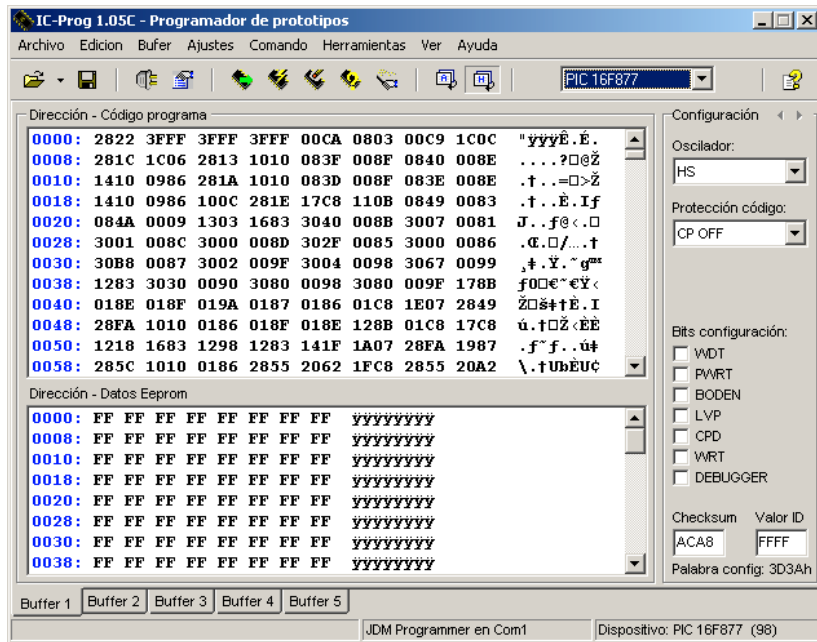 IC-Prog 1.05C - Programador de prototipos
Archivo Edicion Bufer Ajustes Comando Herramientas Ver Ayuda
PIC 16F877
Dirección - Código programa
0000: 2822 3FFF 3FFF 3FFF 00CA 0803 00C9 1C0C "ÿÿÿÊ.É.
0008: 281C 1C06 2813 1010 083F 008F 0840 008E ....?□@Ž
0010: 1410 0986 281A 1010 083D 008F 083E 008E .†..=□>Ž
0018: 1410 0986 100C 281E 17C8 110B 0849 0083 .†..È.If
0020: 084A 0009 1303 1683 3040 008B 3007 0081 J..ƒ@‹.□
0028: 3001 008C 3000 008D 302F 0085 3000 0086 .Œ.□/….†
0030: 30B8 0087 3002 009F 3004 0098 3067 0099 ¸‡.Ÿ.˜g™
0038: 1283 3030 0090 3080 0098 3080 009F 178B ƒ0□€˜€Ÿ‹
0040: 018E 018F 019A 0187 0186 01C8 1E07 2849 Ž□š‡†È.I
0048: 28FA 1010 0186 018F 018E 128B 01C8 17C8 ú.†□Ž‹ÈÈ
0050: 1218 1683 1298 1283 141F 1A07 28FA 1987 .ƒ˜ƒ..ú‡
0058: 285C 1010 0186 2855 2062 1FC8 2855 20A2 \.†UbÈU¢
Dirección - Datos Eeprom
0000: FF FF FF FF FF FF FF FF ÿÿÿÿÿÿÿÿ
0008: FF FF FF FF FF FF FF FF ÿÿÿÿÿÿÿÿ
0010: FF FF FF FF FF FF FF FF ÿÿÿÿÿÿÿÿ
0018: FF FF FF FF FF FF FF FF ÿÿÿÿÿÿÿÿ
0020: FF FF FF FF FF FF FF FF ÿÿÿÿÿÿÿÿ
0028: FF FF FF FF FF FF FF FF ÿÿÿÿÿÿÿÿ
0030: FF FF FF FF FF FF FF FF ÿÿÿÿÿÿÿÿ
0038: FF FF FF FF FF FF FF FF ÿÿÿÿÿÿÿÿ
Configuración
Oscilador:
HS
Protección código:
CP OFF
Bits configuración:
WDT
PWRT
BODEN
LVP
CPD
WRT
DEBUGGER
Checksum Valor ID
ACA8 FFFF
Palabra config: 3D3Ah
Buffer 1 Buffer 2 Buffer 3 Buffer 4 Buffer 5
JDM Programmer en Com1 Dispositivo: PIC 16F877 (98)